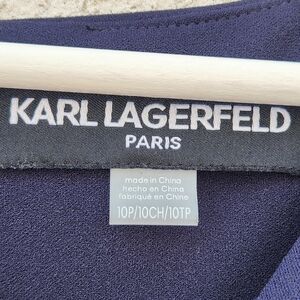 KARL LAGERFELD
PARIS
made in China
hecho en China
fabriqué en Chine
10P/10CH/10TP